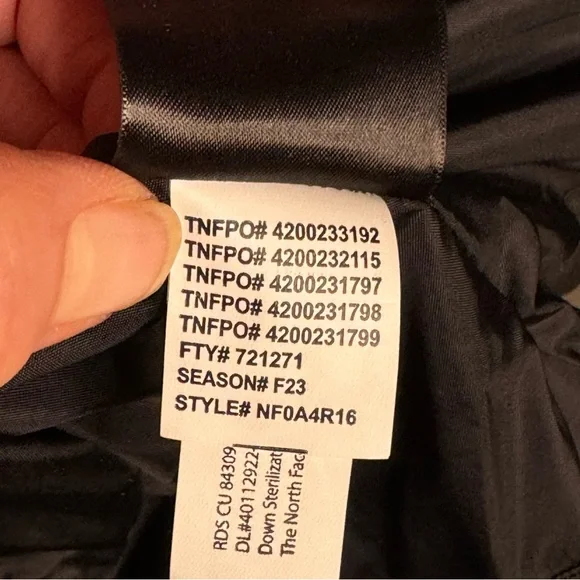 TNFPO# 4200233192
TNFPO# 4200232115
TNFPO# 4200231797
TNFPO# 4200231798
TNFPO# 4200231799
FTY# 721271
SEASON# F23
STYLE# NF0A4R16
RDS CU 84309
DL#40112922-
Down Sterilizat
The North Fac